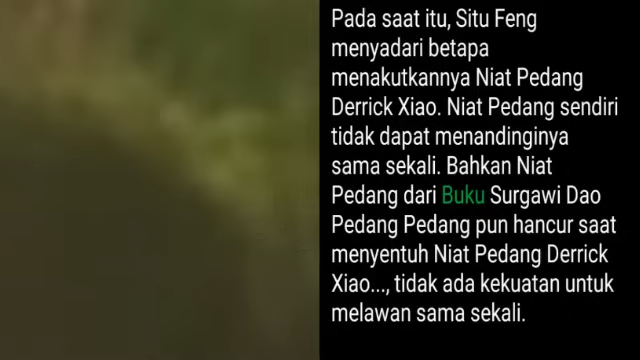 Pada saat itu, Situ Feng
menyadari betapa
menakutkannya Niat Pedang
Derrick Xiao. Niat Pedang sendiri
tidak dapat menandinginya
sama sekali. Bahkan Niat
Pedang dari Buku Surgawi Dao
Pedang Pedang pun hancur saat
menyentuh Niat Pedang Derrick
Xiao..., tidak ada kekuatan untuk
melawan sama sekali.